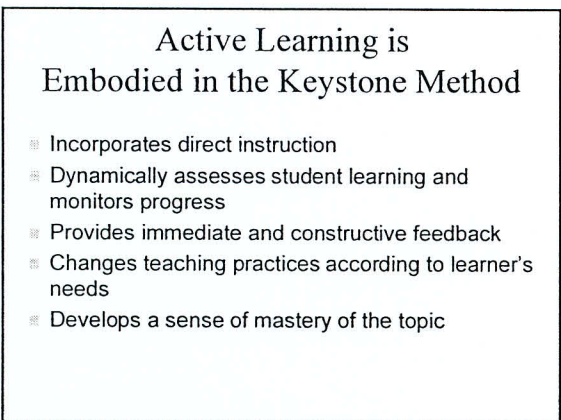 Active Learning is
Embodied in the Keystone Method
Incorporates direct instruction
Dynamically assesses student learning and
monitors progress
Provides immediate and constructive feedback
Changes teaching practices according to learner's
needs
Develops a sense of mastery of the topic